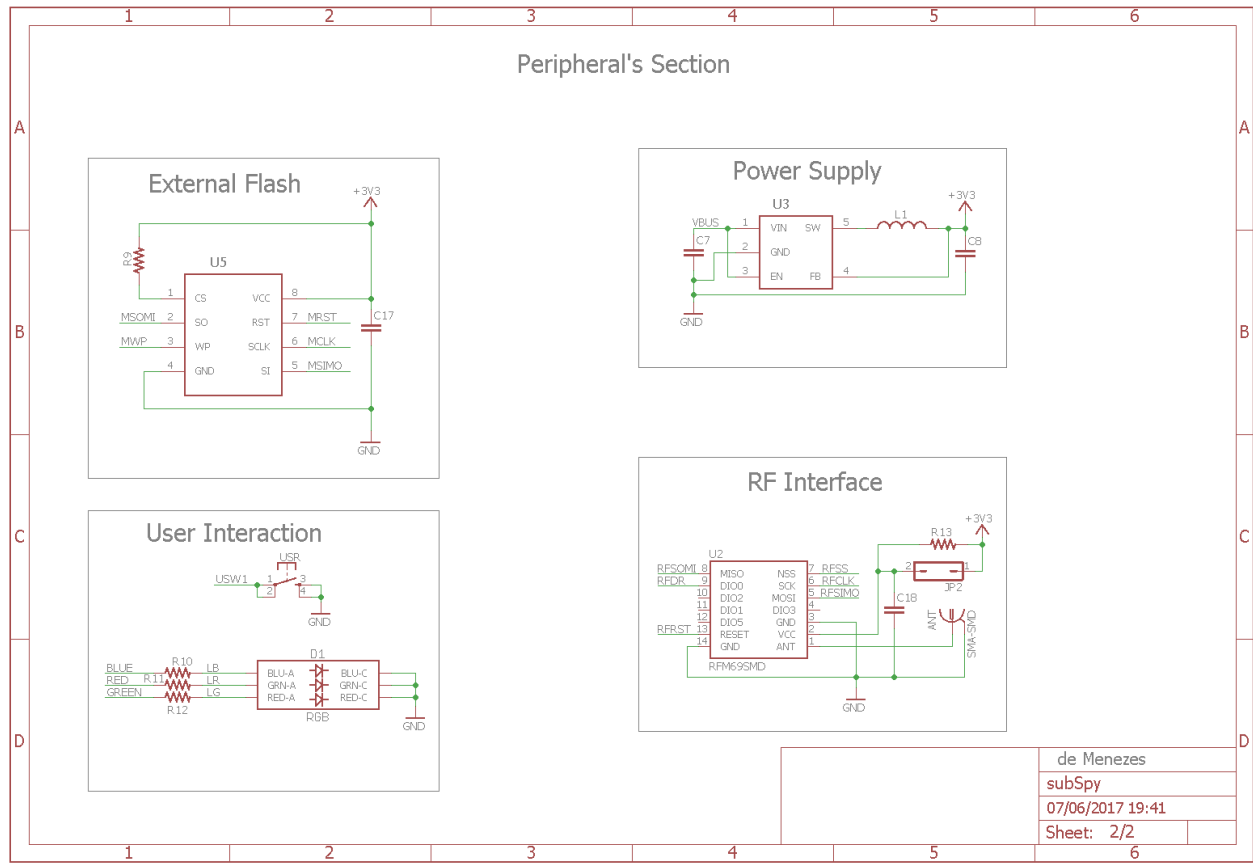 1 2 3 4 5 6
Peripheral's Section
A A
B B
C C
D D
External Flash
+3V3
R9
U5
1 CS VCC 8
MSOMI 2 SO RST 7 MRST
MWP 3 WP SCLK 6 MCLK
4 GND SI 5 MSIMO
C17
GND
Power Supply
U3
+3V3
VBUS 1 VIN SW 5 L1
C7 2 GND C8
3 EN FB 4
GND
User Interaction
USR
USW1 1 3
2 4
GND
D1
BLUE R10 LB BLU-A BLU-C
RED R11 LR GRN-A GRN-C
GREEN R12 LG RED-A RED-C
RGB
GND
RF Interface
+3V3
R13
U2
RFSOMI 8 MISO NSS 7 RFSS
RFDR 9 DIO0 SCK 6 RFCLK
10 DIO2 MOSI 5 RFSIMO
11 DIO1 DIO3 4
12 DIO5 GND 3
RFRST 13 RESET VCC 2
14 GND ANT 1
RFM69SMD
2 1
JP2
C18
ANT
SMA-SMD
GND
de Menezes
subSpy
07/06/2017 19:41
Sheet: 2/2
1 2 3 4 5 6